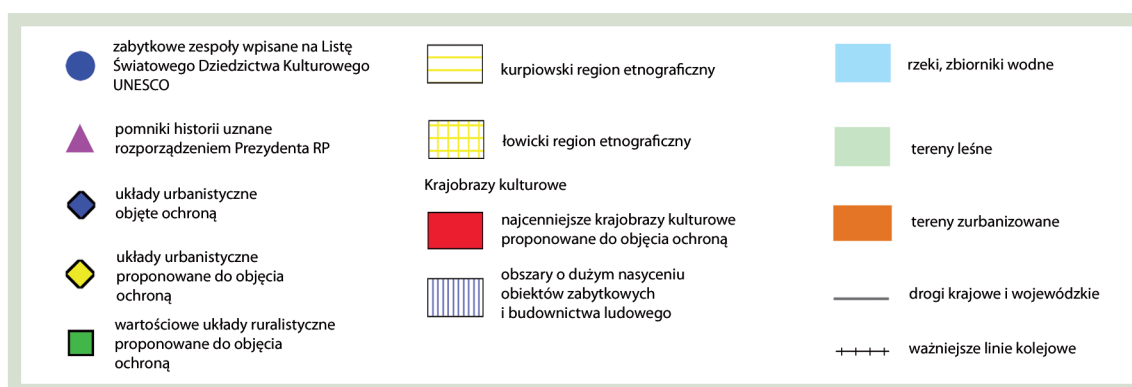 zabytkowe zespoły wpisane na Listę
Światowego Dziedzictwa Kulturowego
UNESCO
pomniki historii uznane
rozporządzeniem Prezydenta RP
układy urbanistyczne
objęte ochroną
układy urbanistyczne
proponowane do objęcia
ochroną
wartościowe układy ruralistyczne
proponowane do objęcia
ochroną
kurpiowski region etnograficzny
łowicki region etnograficzny
Krajobrazy kulturowe
najcenniejsze krajobrazy kulturowe
proponowane do objęcia ochroną
obszary o dużym nasyceniu
obiektów zabytkowych
i budownictwa ludowego
rzeki, zbiorniki wodne
tereny leśne
tereny zurbanizowane
drogi krajowe i wojewódzkie
ważniejsze linie kolejowe